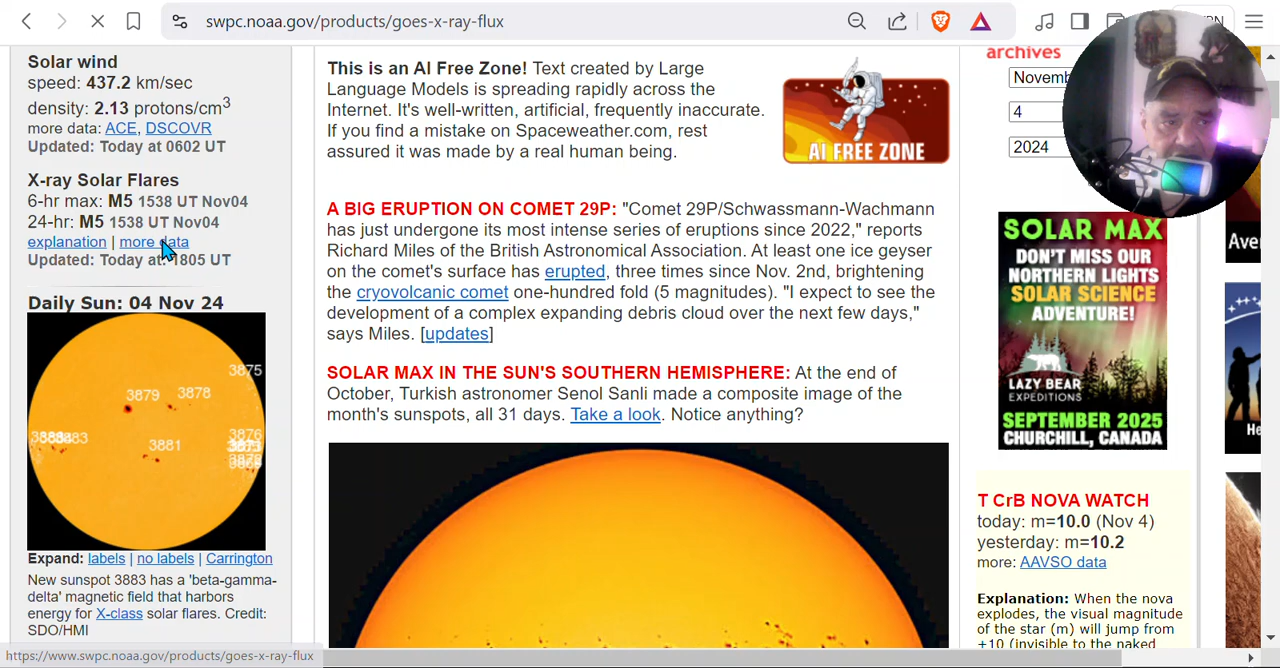 swpc.noaa.gov/products/goes-x-ray-flux
Solar wind
speed: 437.2 km/sec
density: 2.13 protons/cm3
more data: ACE, DSCOVR
Updated: Today at 0602 UT
X-ray Solar Flares
6-hr max: M5 1538 UT Nov04
24-hr: M5 1538 UT Nov04
explanation | more data
Updated: Today at: 1805 UT
Daily Sun: 04 Nov 24
3875
3879
3878
3876
3881
3883
Expand: labels | no labels | Carrington
New sunspot 3883 has a 'beta-gamma-
delta' magnetic field that harbors
energy for X-class solar flares. Credit:
SDO/HMI
https://www.swpc.noaa.gov/products/goes-x-ray-flux
This is an AI Free Zone! Text created by Large
Language Models is spreading rapidly across the
Internet. It's well-written, artificial, frequently inaccurate.
If you find a mistake on Spaceweather.com, rest
assured it was made by a real human being.
AI FREE ZONE
A BIG ERUPTION ON COMET 29P: "Comet 29P/Schwassmann-Wachmann
has just undergone its most intense series of eruptions since 2022," reports
Richard Miles of the British Astronomical Association. At least one ice geyser
on the comet's surface has erupted, three times since Nov. 2nd, brightening
the cryovolcanic comet one-hundred fold (5 magnitudes). "I expect to see the
development of a complex expanding debris cloud over the next few days,"
says Miles. [updates]
SOLAR MAX IN THE SUN'S SOUTHERN HEMISPHERE: At the end of
October, Turkish astronomer Senol Sanli made a composite image of the
month's sunspots, all 31 days. Take a look. Notice anything?
archives
4
2024
SOLAR MAX
DON'T MISS OUR
NORTHERN LIGHTS
SOLAR SCIENCE
ADVENTURE!
LAZY BEAR
EXPEDITIONS
SEPTEMBER 2025
CHURCHILL, CANADA
T CrB NOVA WATCH
today: m=10.0 (Nov 4)
yesterday: m=10.2
more: AAVSO data
Explanation: When the nova
explodes, the visual magnitude
of the star (m) will jump from
+10 (invisible to the naked